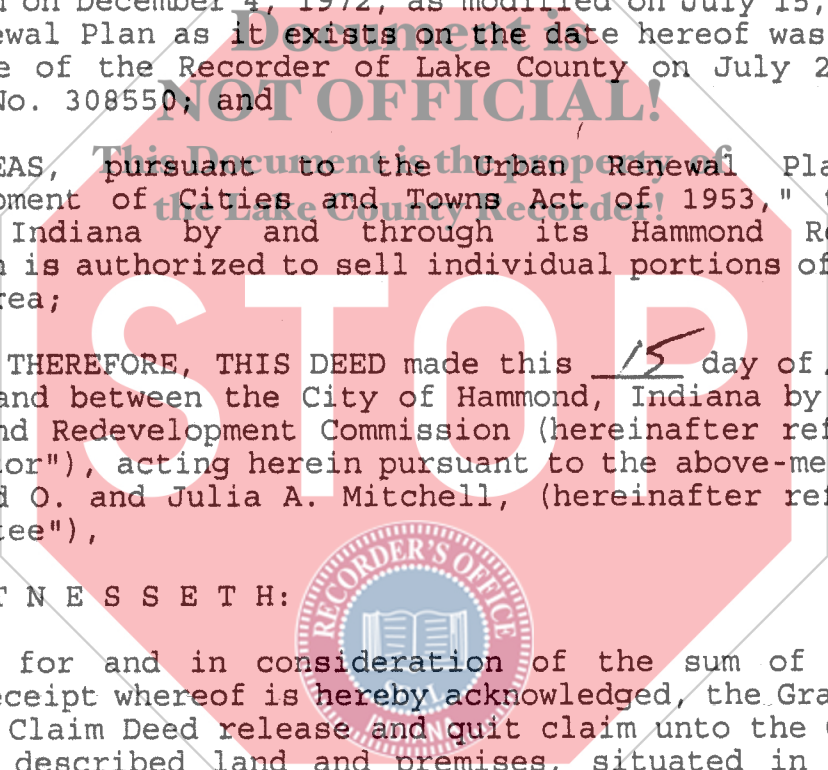 on December 4, 1972, as modified on July 15,
ewal Plan as it exists on the date hereof was
e of the Recorder of Lake County on July 2
No. 308550; and
EAS, pursuant to the Urban Renewal Pla
pment of Cities and Towns Act of 1953,"
Indiana by and through its Hammond Re
n is authorized to sell individual portions of
rea;
THEREFORE, THIS DEED made this 15 day of
and between the City of Hammond, Indiana by
nd Redevelopment Commission (hereinafter ref
or"), acting herein pursuant to the above-me
d O. and Julia A. Mitchell, (hereinafter ref
tee"),
T N E S S E T H:
for and in consideration of the sum of
eceipt whereof is hereby acknowledged, the Gra
Claim Deed release and quit claim unto the
described land and premises, situated in
Document is
NOT OFFICIAL!
This Document is the property of
the Lake County Recorder!
STOP
RECORDER'S OFFICE
SEAL
INDIANA